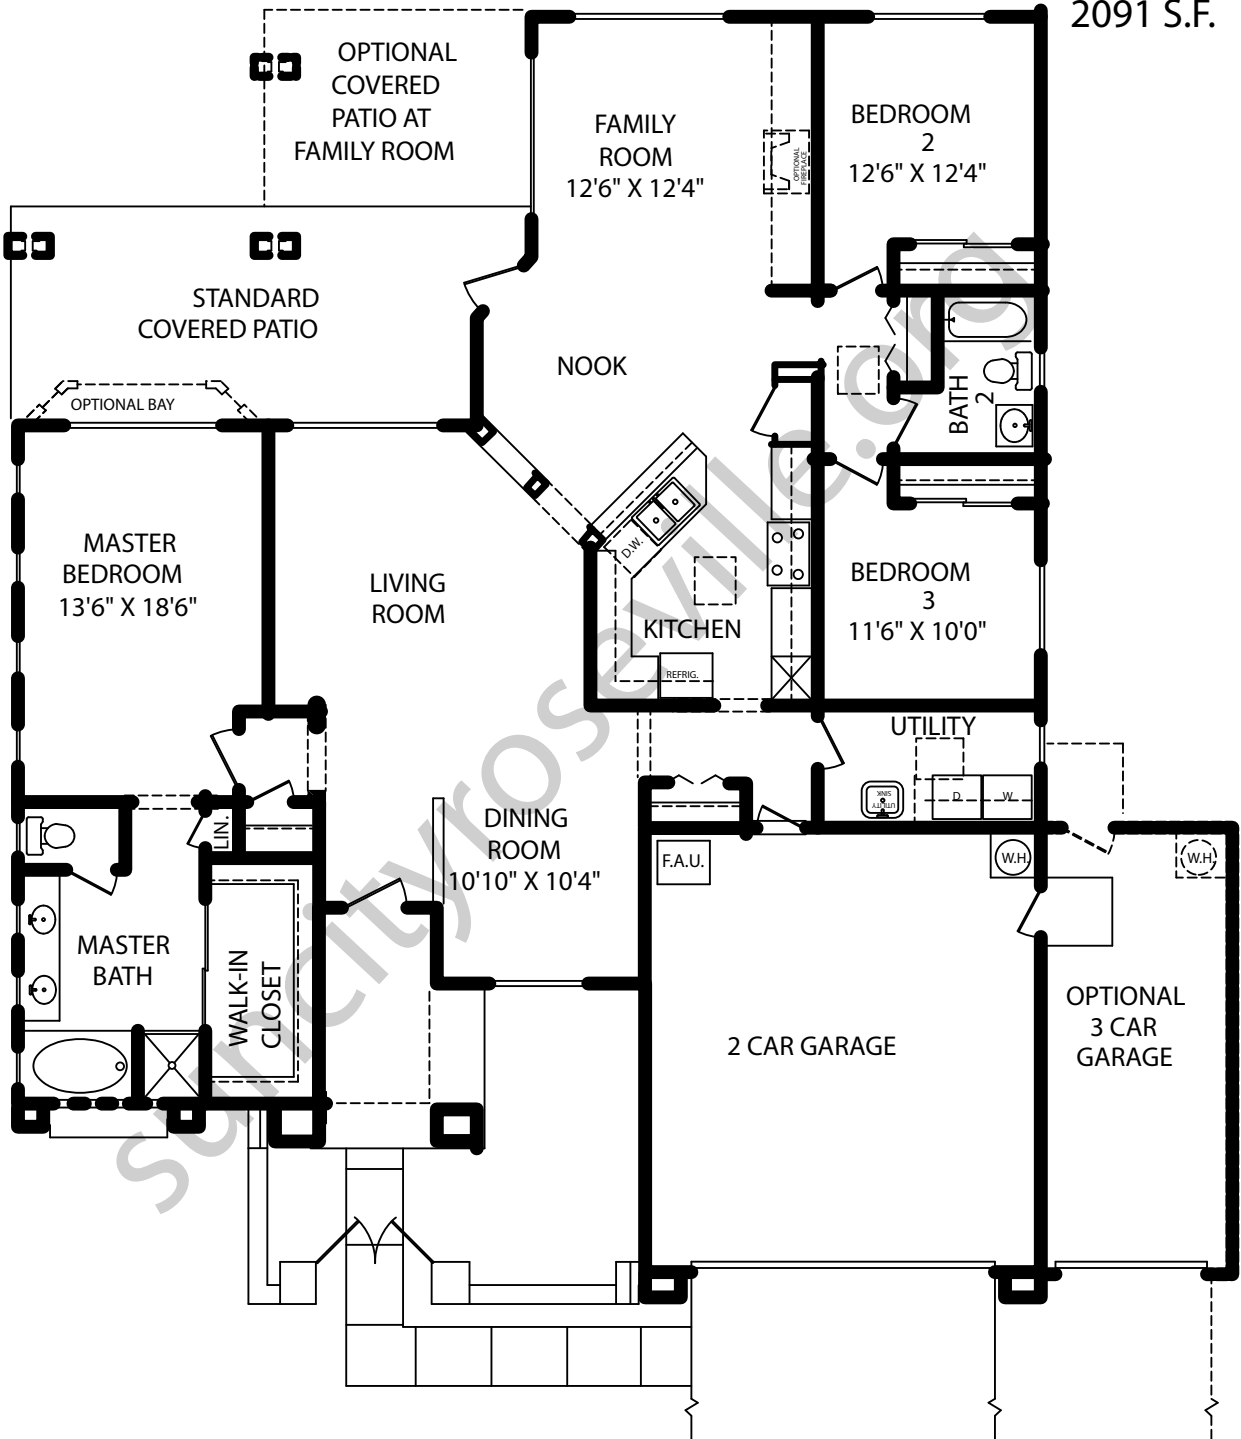 2091 S.F.
OPTIONAL
COVERED
PATIO AT
FAMILY ROOM
FAMILY
ROOM
12'6" X 12'4"
OPTIONAL
FIREPLACE
BEDROOM
2
12'6" X 12'4"
STANDARD
COVERED PATIO
NOOK
OPTIONAL BAY
BATH
2
MASTER
BEDROOM
13'6" X 18'6"
LIVING
ROOM
D.W.
KITCHEN
REFRIG.
BEDROOM
3
11'6" X 10'0"
UTILITY
UTILITY
SINK
D
W
LIN.
DINING
ROOM
10'10" X 10'4"
F.A.U.
W.H.
W.H.
MASTER
BATH
WALK-IN
CLOSET
2 CAR GARAGE
OPTIONAL
3 CAR
GARAGE
suncityroseville.org